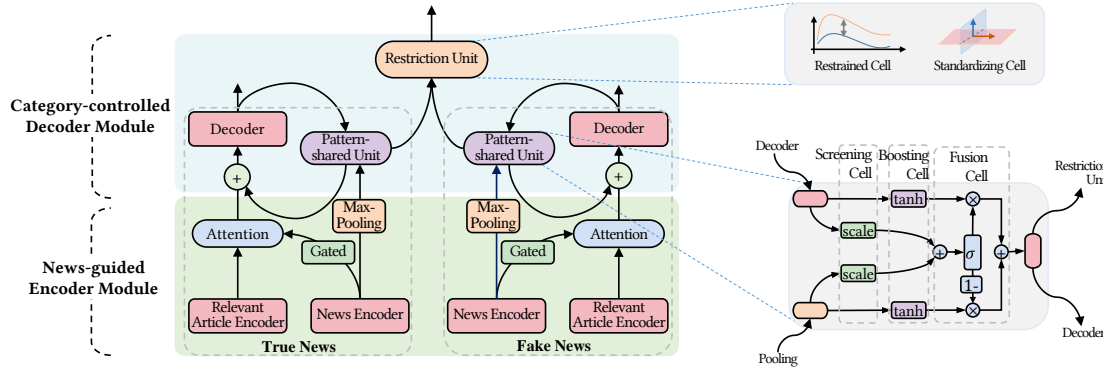 Category-controlled
Decoder Module
News-guided
Encoder Module
Restriction Unit
Decoder
Pattern-
shared Unit
Pattern-
shared Unit
Decoder
+
+
Max-
Pooling
Max-
Pooling
Attention
Gated
Gated
Attention
Relevant
Article Encoder
News Encoder
News Encoder
Relevant
Article Encoder
True News
Fake News
Restrained Cell
Standardizing Cell
Decoder
Screening
Cell
Boosting
Cell
Fusion
Cell
Restriction
Unit
tanh
×
scale
+
σ
+
scale
1-
tanh
×
Pooling
Decoder